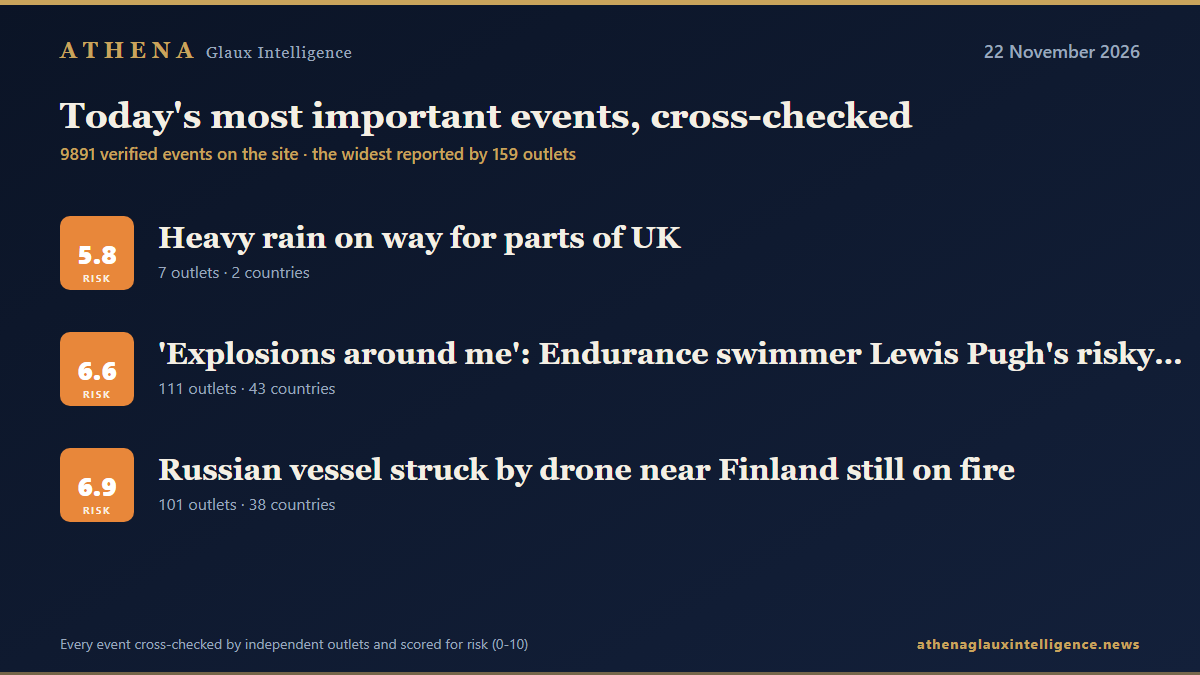 ATHENA Glaux Intelligence
22 November 2026
Today's most important events, cross-checked
9891 verified events on the site · the widest reported by 159 outlets
5.8
RISK
Heavy rain on way for parts of UK
7 outlets · 2 countries
6.6
RISK
'Explosions around me': Endurance swimmer Lewis Pugh's risky...
111 outlets · 43 countries
6.9
RISK
Russian vessel struck by drone near Finland still on fire
101 outlets · 38 countries
Every event cross-checked by independent outlets and scored for risk (0-10)
athenaglauxintelligence.news